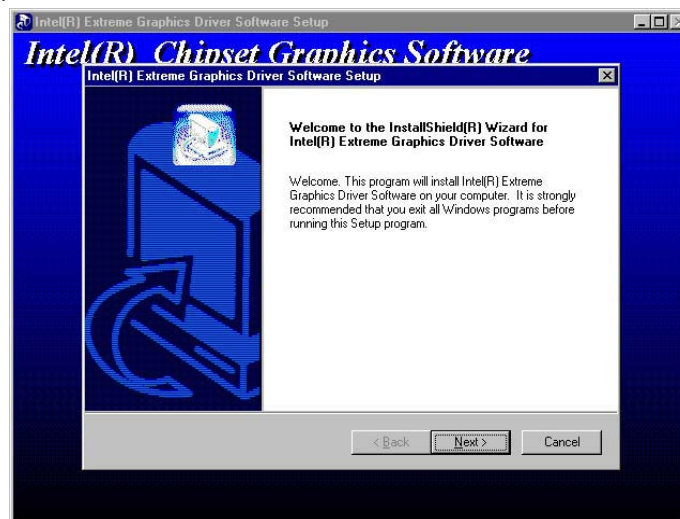 Intel(R) Extreme Graphics Driver Software Setup
Intel(R) Chipset Graphics Software
Intel(R) Extreme Graphics Driver Software Setup
Welcome to the InstallShield(R) Wizard for
Intel(R) Extreme Graphics Driver Software
Welcome. This program will install Intel(R) Extreme
Graphics Driver Software on your computer. It is strongly
recommended that you exit all Windows programs before
running this Setup program.
< Back Next > Cancel